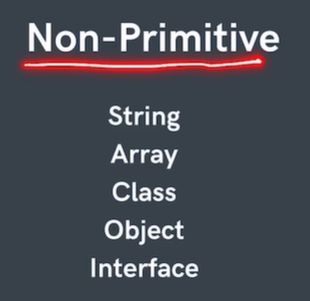 Non-Primitive
String
Array
Class
Object
Interface